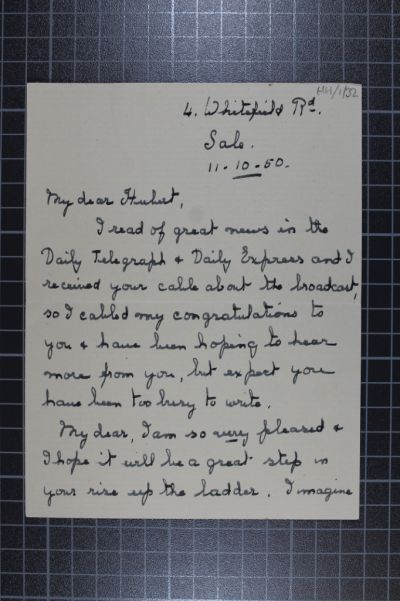 HH/1/32
4. Whitefield Rd.
Sale.
11-10-50.
My dear Hubert,
I read of great news in the
Daily Telegraph & Daily Express and I
received your cable about the broadcast,
so I cabled my congratulations to
you & have been hoping to hear
more from you, but expect you
have been too busy to write.
My dear, I am so very pleased &
I hope it will be a great step in
your rise up the ladder. I imagine